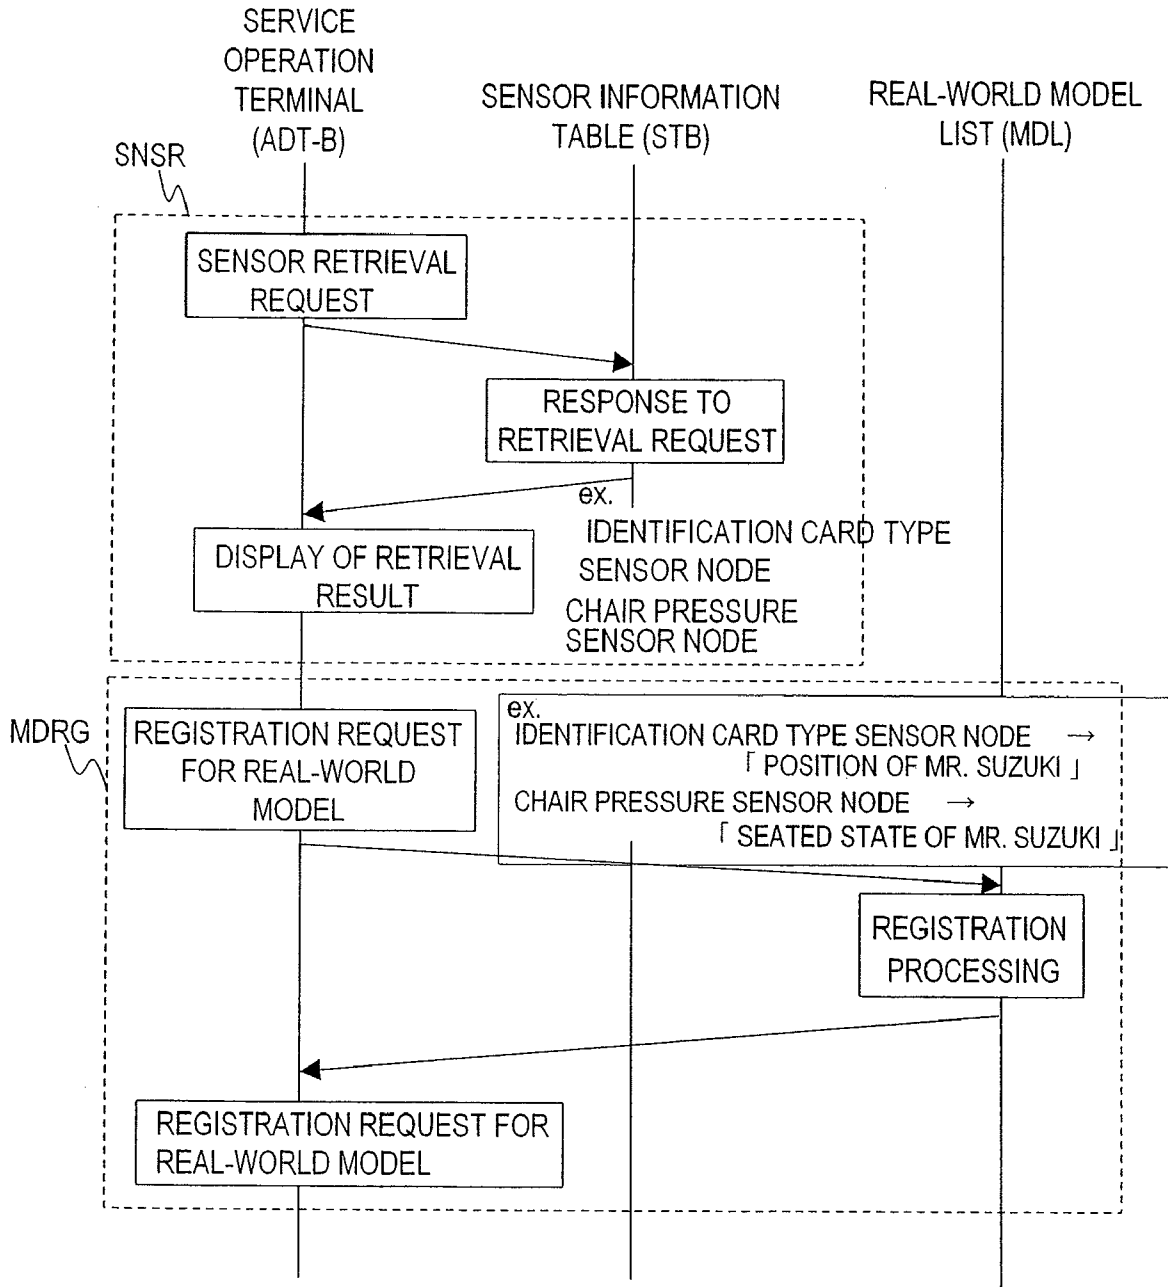 SERVICE
OPERATION
TERMINAL
(ADT-B)
SENSOR INFORMATION
TABLE (STB)
REAL-WORLD MODEL
LIST (MDL)
SNSR
SENSOR RETRIEVAL
REQUEST
RESPONSE TO
RETRIEVAL REQUEST
ex.
IDENTIFICATION CARD TYPE
SENSOR NODE
CHAIR PRESSURE
SENSOR NODE
DISPLAY OF RETRIEVAL
RESULT
MDRG
REGISTRATION REQUEST
FOR REAL-WORLD
MODEL
ex.
IDENTIFICATION CARD TYPE SENSOR NODE →
「 POSITION OF MR. SUZUKI 」
CHAIR PRESSURE SENSOR NODE →
「 SEATED STATE OF MR. SUZUKI 」
REGISTRATION
PROCESSING
REGISTRATION REQUEST FOR
REAL-WORLD MODEL